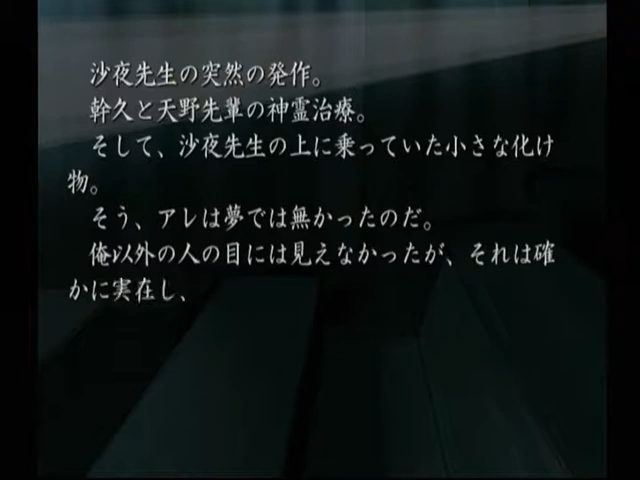 沙夜先生の突然の発作。
幹久と天野先輩の神霊治療。
そして、沙夜先生の上に乗っていた小さな化け
物。
そう、アレは夢では無かったのだ。
俺以外の人の目には見えなかったが、それは確
かに実在し、